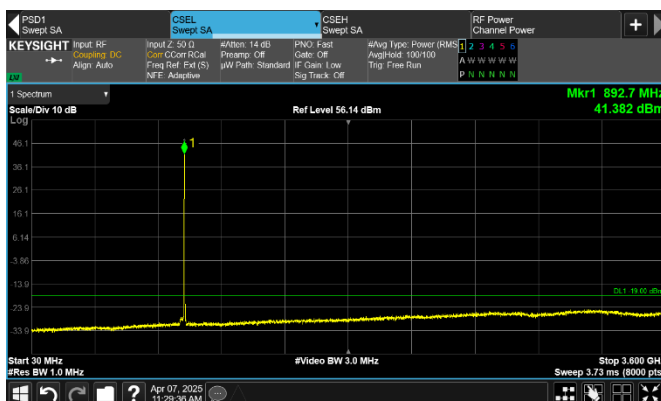 PSD1 CSEL CSEH RF Power
Swept SA Swept SA Swept SA Channel Power
KEYSIGHT Input: RF Input Z: 50 Ω #Atten: 14 dB PNO: Fast #Avg Type: Power (RMS 1 2 3 4 5 6
Coupling: DC Corr CCorr RCal Preamp: Off Gate: Off Avg|Hold: 100/100 A W W W W W
Align: Auto Freq Ref: Ext (S) µW Path: Standard IF Gain: Low Trig: Free Run
NFE: Adaptive Sig Track: Off P N N N N N
LXI
1 Spectrum Mkr1 892.7 MHz
Scale/Div 10 dB Ref Level 56.14 dBm 41.382 dBm
Log
1
46.1
36.1
26.1
16.1
6.14
-3.86
-13.9
DL1 -19.00 dBm
-23.9
-33.9
Start 30 MHz #Video BW 3.0 MHz Stop 3.600 GH
#Res BW 1.0 MHz Sweep 3.73 ms (8000 pts
? Apr 07, 2025
11:29:36 AM